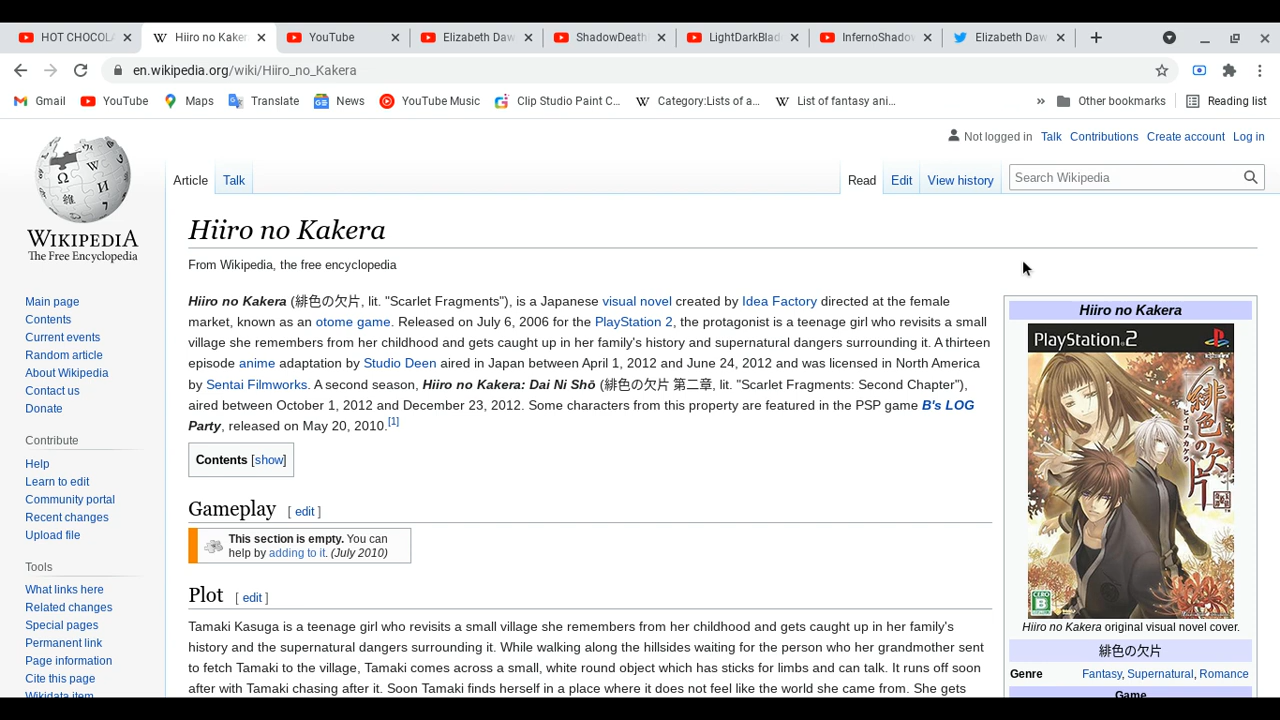 HOT CHOCOLA
Hiiro no Kaker
YouTube
Elizabeth Daw
ShadowDeath
LightDarkBlad
InfernoShado
Elizabeth Daw
en.wikipedia.org/wiki/Hiiro_no_Kakera
Gmail YouTube Maps Translate News YouTube Music Clip Studio Paint C... Category:Lists of a... List of fantasy ani... » Other bookmarks Reading list
Not logged in Talk Contributions Create account Log in
Article Talk Read Edit View history Search Wikipedia
WIKIPEDIA
The Free Encyclopedia
Main page
Contents
Current events
Random article
About Wikipedia
Contact us
Donate
Contribute
Help
Learn to edit
Community portal
Recent changes
Upload file
Tools
What links here
Related changes
Special pages
Permanent link
Page information
Cite this page
Wikidata item
Hiiro no Kakera
From Wikipedia, the free encyclopedia
Hiiro no Kakera (緋色の欠片, lit. "Scarlet Fragments"), is a Japanese visual novel created by Idea Factory directed at the female
market, known as an otome game. Released on July 6, 2006 for the PlayStation 2, the protagonist is a teenage girl who revisits a small
village she remembers from her childhood and gets caught up in her family's history and supernatural dangers surrounding it. A thirteen
episode anime adaptation by Studio Deen aired in Japan between April 1, 2012 and June 24, 2012 and was licensed in North America
by Sentai Filmworks. A second season, Hiiro no Kakera: Dai Ni Shō (緋色の欠片 第二章, lit. "Scarlet Fragments: Second Chapter"),
aired between October 1, 2012 and December 23, 2012. Some characters from this property are featured in the PSP game B's LOG
Party, released on May 20, 2010.[1]
Contents [show]
Gameplay [ edit ]
This section is empty. You can
help by adding to it. (July 2010)
Plot [ edit ]
Tamaki Kasuga is a teenage girl who revisits a small village she remembers from her childhood and gets caught up in her family's
history and the supernatural dangers surrounding it. While walking along the hillsides waiting for the person who her grandmother sent
to fetch Tamaki to the village, Tamaki comes across a small, white round object which has sticks for limbs and can talk. It runs off soon
after with Tamaki chasing after it. Soon Tamaki finds herself in a place where it does not feel like the world she came from. She gets
Hiiro no Kakera
PlayStation 2
緋色の欠片
ヒイロノカケラ
CERO
B
Hiiro no Kakera original visual novel cover.
緋色の欠片
Genre Fantasy, Supernatural, Romance
Game